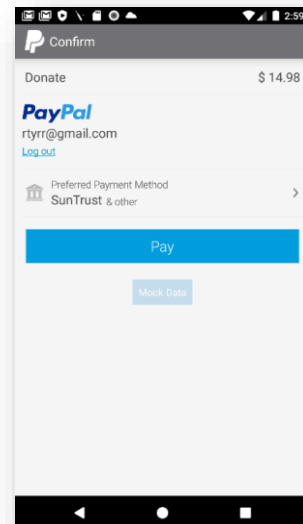 2:59
Confirm
Donate $ 14.98
PayPal
rtyrr@gmail.com
Log out
Preferred Payment Method
SunTrust & other
Pay
Mock Data